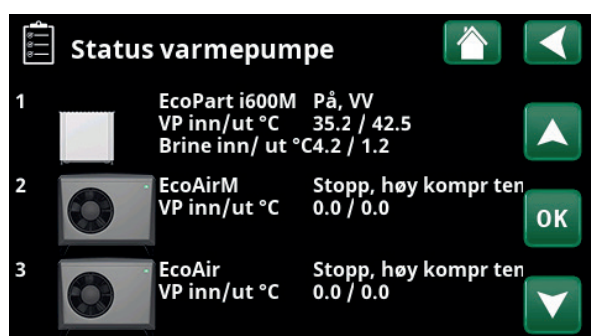 Status varmepumpe
1 EcoPart i600M På, VV
VP inn/ut °C 35.2 / 42.5
Brine inn/ ut °C 4.2 / 1.2
2 EcoAirM Stopp, høy kompr ten
VP inn/ut °C 0.0 / 0.0
OK
3 EcoAir Stopp, høy kompr ten
VP inn/ut °C 0.0 / 0.0